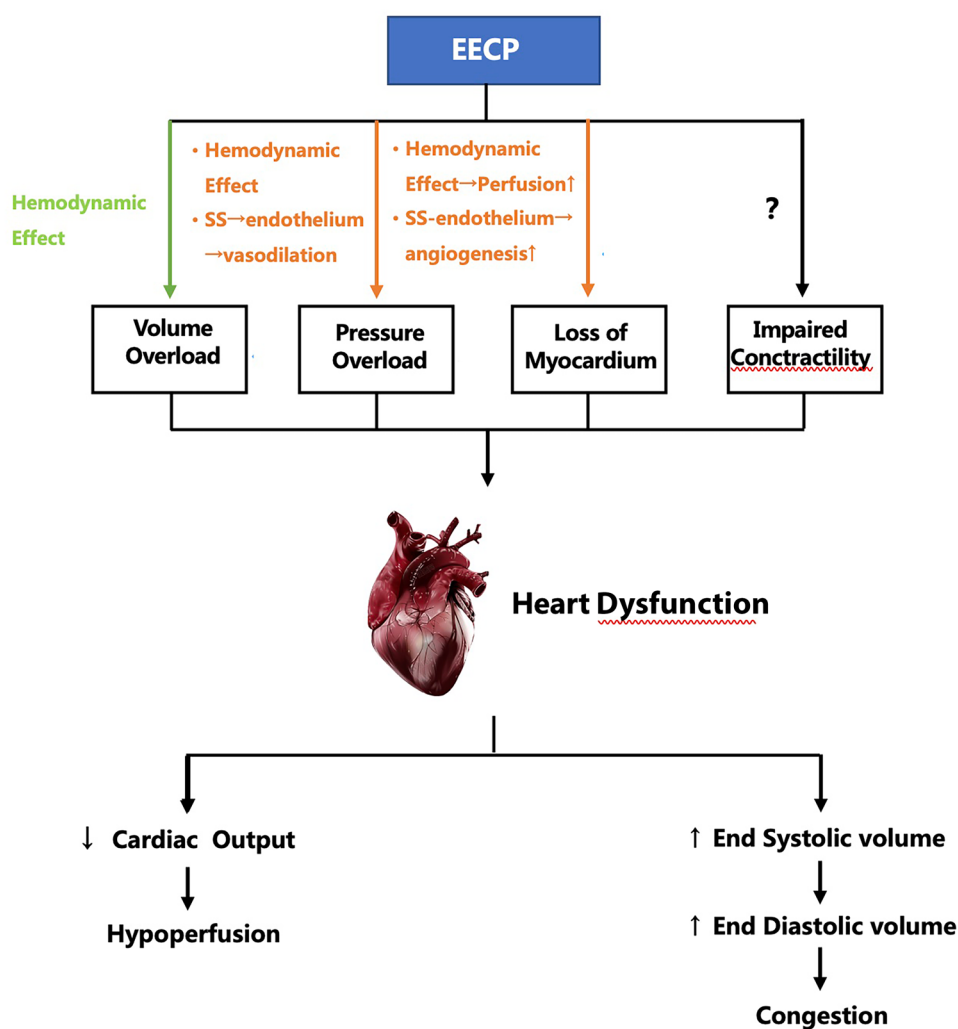 EECP
Hemodynamic
Effect
• Hemodynamic
Effect
• SS→endothelium
→vasodilation
• Hemodynamic
Effect→Perfusion↑
• SS-endothelium→
angiogenesis↑
?
Volume
Overload
Pressure
Overload
Loss of
Myocardium
Impaired
Conctractility
Heart Dysfunction
↓ Cardiac Output
Hypoperfusion
↑ End Systolic volume
↑ End Diastolic volume
Congestion